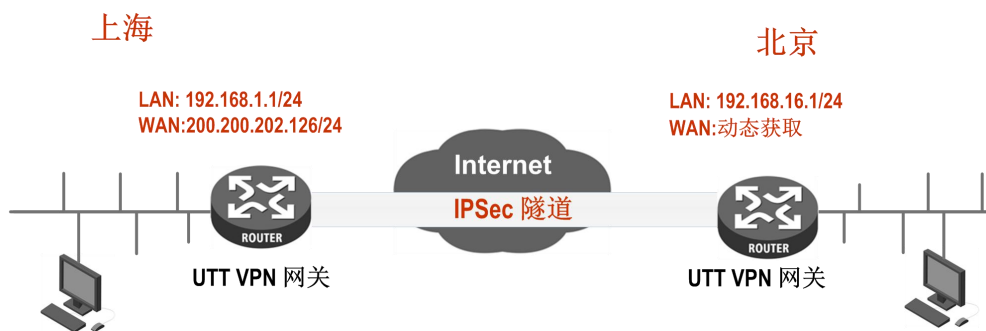 上海
北京
LAN: 192.168.1.1/24
WAN:200.200.202.126/24
LAN: 192.168.16.1/24
WAN:动态获取
Internet
IPSec 隧道
ROUTER
ROUTER
UTT VPN 网关
UTT VPN 网关